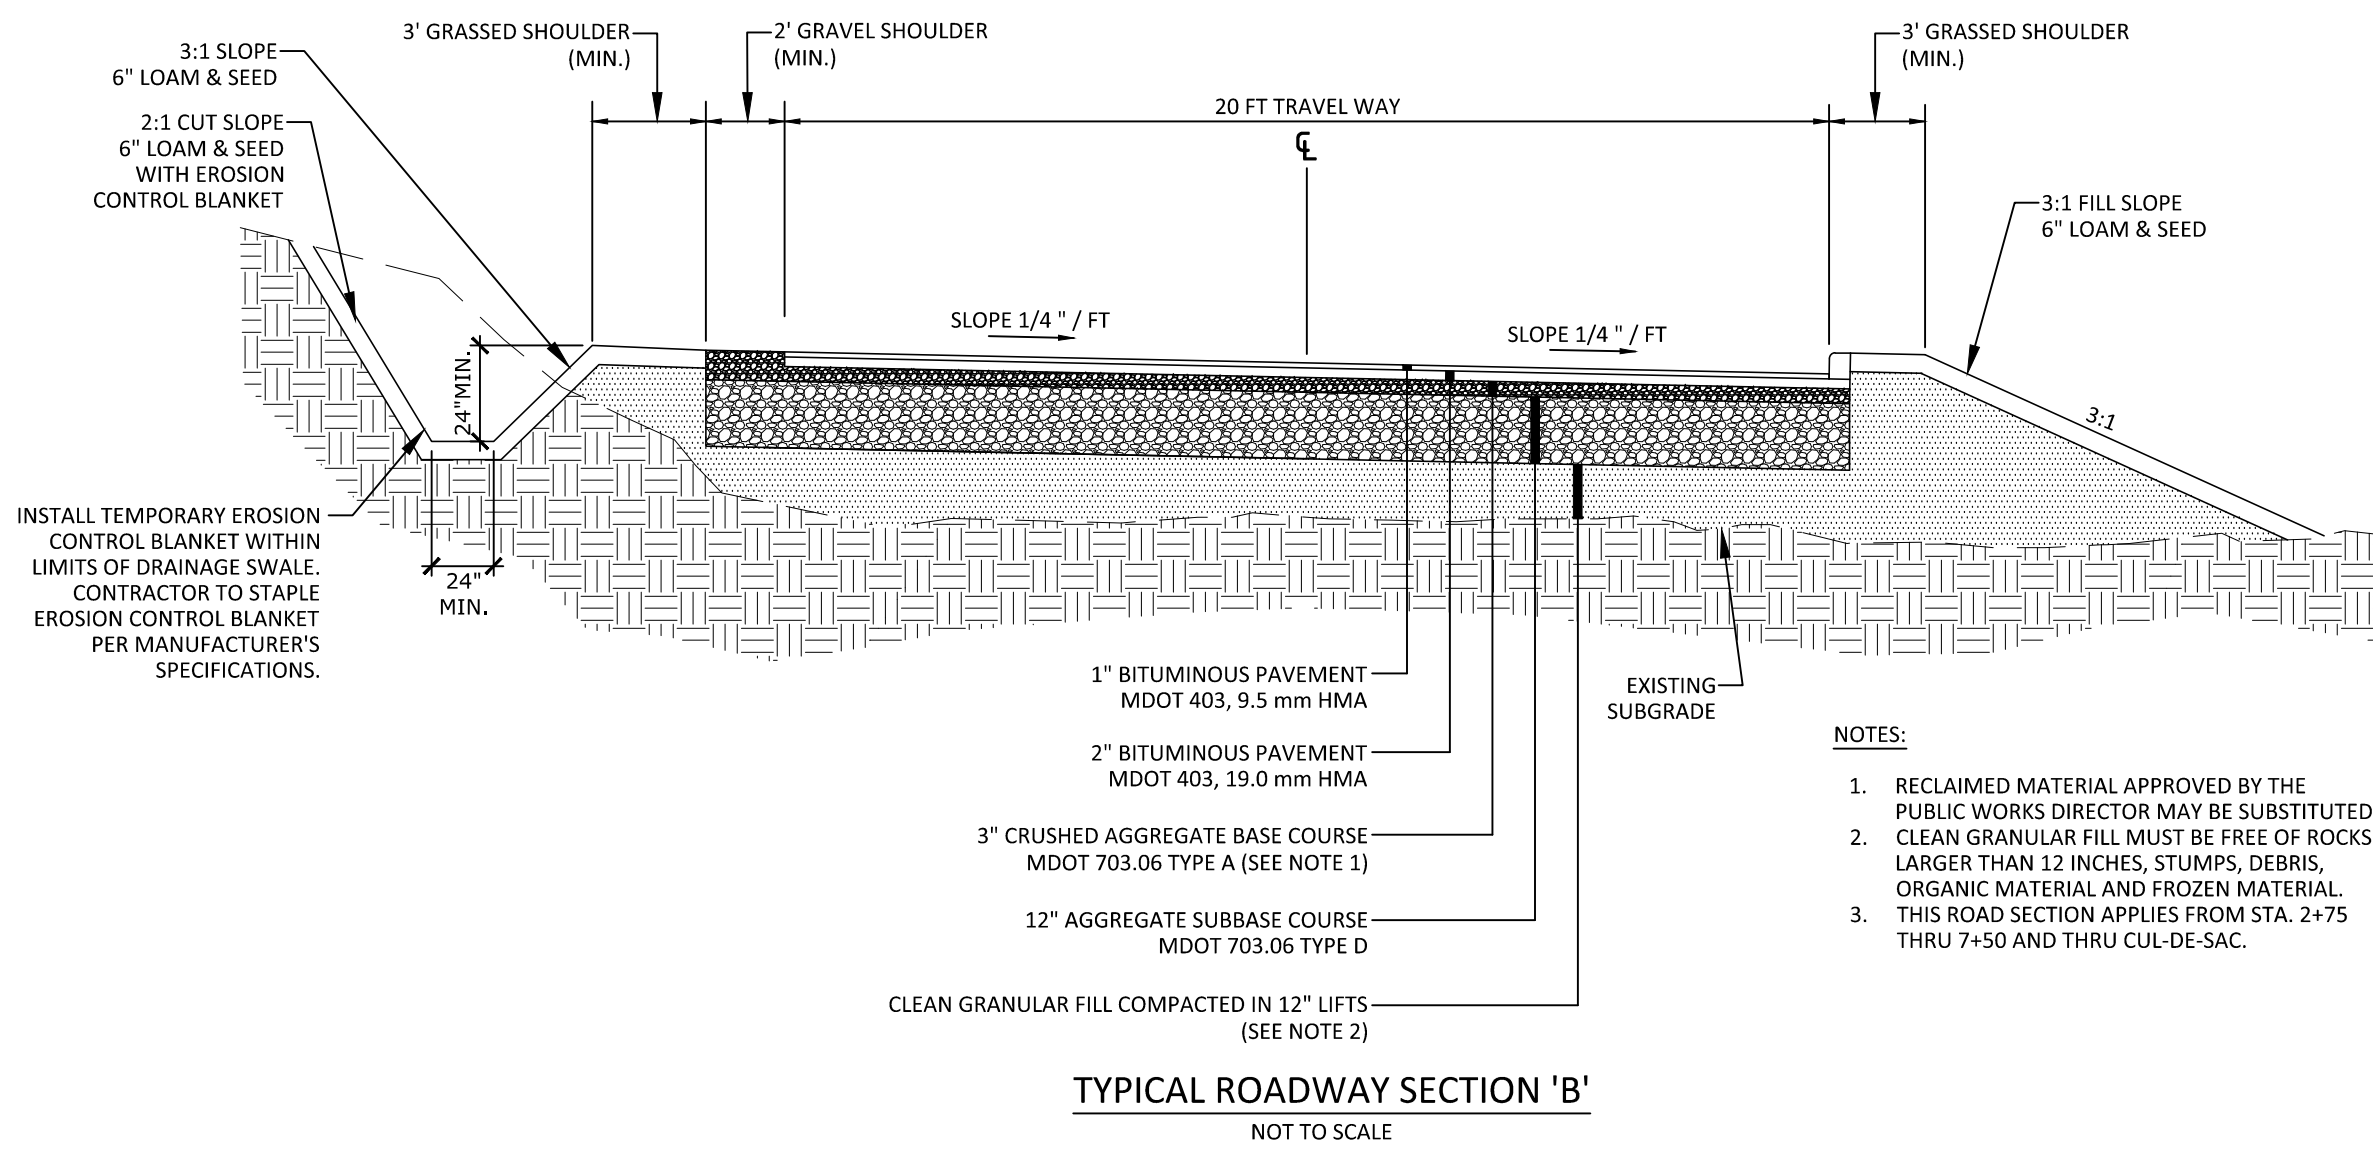 3:1 SLOPE
6" LOAM & SEED
2:1 CUT SLOPE
6" LOAM & SEED
WITH EROSION
CONTROL BLANKET
3' GRASSED SHOULDER
(MIN.)
2' GRAVEL SHOULDER
(MIN.)
3' GRASSED SHOULDER
(MIN.)
20 FT TRAVEL WAY
℄
3:1 FILL SLOPE
6" LOAM & SEED
SLOPE 1/4 " / FT
SLOPE 1/4 " / FT
24"MIN.
3:1
INSTALL TEMPORARY EROSION
CONTROL BLANKET WITHIN
LIMITS OF DRAINAGE SWALE.
CONTRACTOR TO STAPLE
EROSION CONTROL BLANKET
PER MANUFACTURER'S
SPECIFICATIONS.
24"
MIN.
1" BITUMINOUS PAVEMENT
MDOT 403, 9.5 mm HMA
2" BITUMINOUS PAVEMENT
MDOT 403, 19.0 mm HMA
3" CRUSHED AGGREGATE BASE COURSE
MDOT 703.06 TYPE A (SEE NOTE 1)
12" AGGREGATE SUBBASE COURSE
MDOT 703.06 TYPE D
CLEAN GRANULAR FILL COMPACTED IN 12" LIFTS
(SEE NOTE 2)
EXISTING
SUBGRADE
NOTES:
1. RECLAIMED MATERIAL APPROVED BY THE
PUBLIC WORKS DIRECTOR MAY BE SUBSTITUTED
2. CLEAN GRANULAR FILL MUST BE FREE OF ROCKS
LARGER THAN 12 INCHES, STUMPS, DEBRIS,
ORGANIC MATERIAL AND FROZEN MATERIAL.
3. THIS ROAD SECTION APPLIES FROM STA. 2+75
THRU 7+50 AND THRU CUL-DE-SAC.
TYPICAL ROADWAY SECTION 'B'
NOT TO SCALE